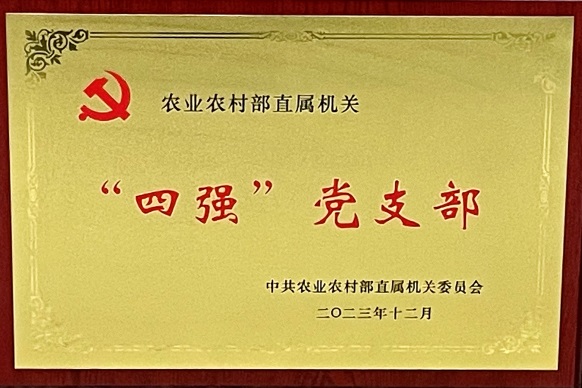 农业农村部直属机关
“四强”党支部
中共农业农村部直属机关委员会
二〇二三年十二月